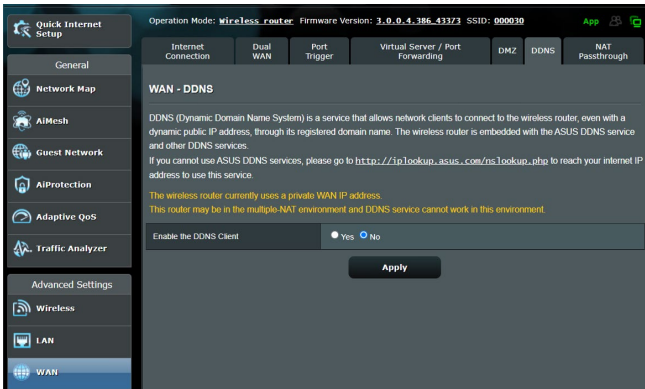 Quick Internet
Setup
Operation Mode: Wireless router Firmware Version: 3.0.0.4.386_43373 SSID: 000030
App
General
Network Map
AiMesh
Guest Network
AiProtection
Adaptive QoS
Traffic Analyzer
Advanced Settings
Wireless
LAN
WAN
Internet
Connection
Dual
WAN
Port
Trigger
Virtual Server / Port
Forwarding
DMZ
DDNS
NAT
Passthrough
WAN - DDNS
DDNS (Dynamic Domain Name System) is a service that allows network clients to connect to the wireless router, even with a
dynamic public IP address, through its registered domain name. The wireless router is embedded with the ASUS DDNS service
and other DDNS services.
If you cannot use ASUS DDNS services, please go to http://iplookup.asus.com/nslookup.php to reach your internet IP
address to use this service.
The wireless router currently uses a private WAN IP address.
This router may be in the multiple-NAT environment and DDNS service cannot work in this environment.
Enable the DDNS Client
Yes No
Apply